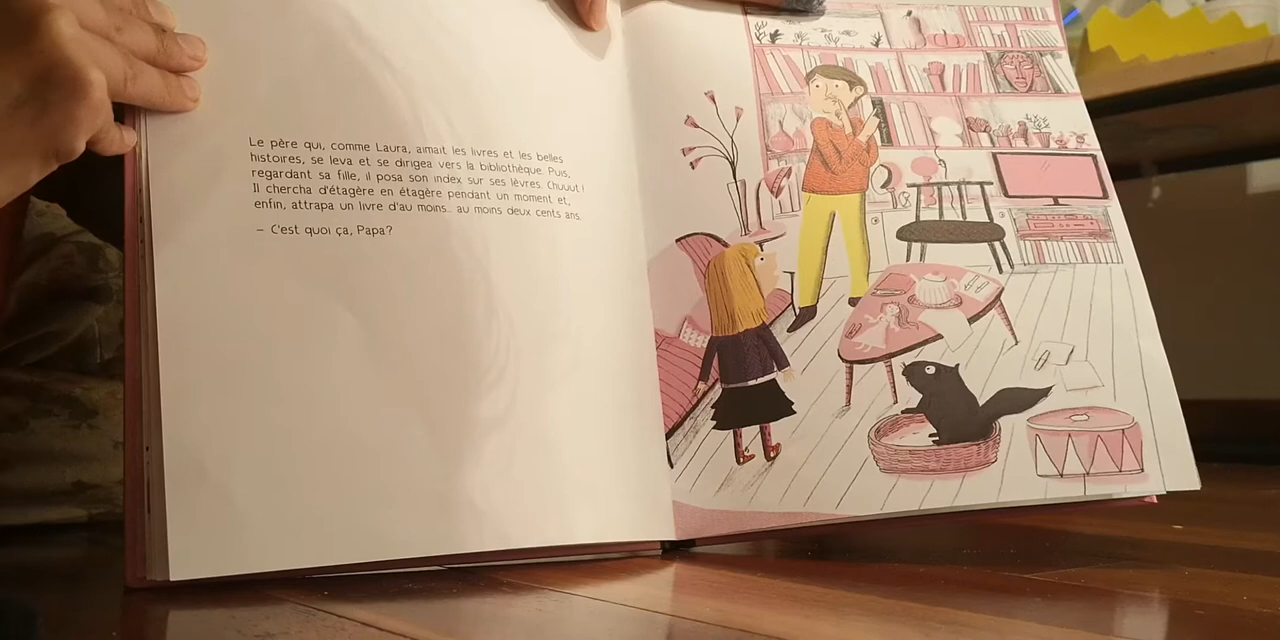 Le père qui, comme Laura, aimait les livres et les belles
histoires, se leva et se dirigea vers la bibliothèque. Puis,
regardant sa fille, il posa son index sur ses lèvres. Chuuut !
Il chercha d'étagère en étagère pendant un moment et,
enfin, attrapa un livre d'au moins... au moins deux cents ans.
– C'est quoi ça, Papa?